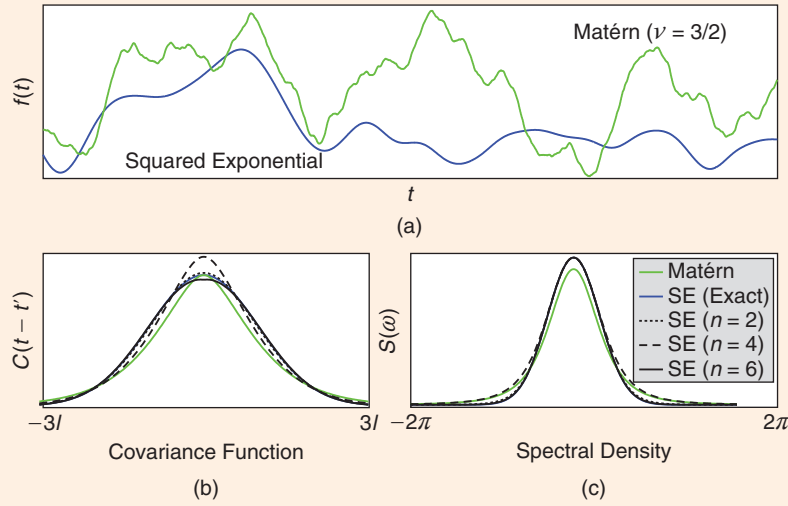 Matérn (ν = 3/2)
f(t)
Squared Exponential
t
(a)
C(t − t′)
−3l
3l
Covariance Function
(b)
S(ω)
Matérn
SE (Exact)
SE (n = 2)
SE (n = 4)
SE (n = 6)
−2π
2π
Spectral Density
(c)